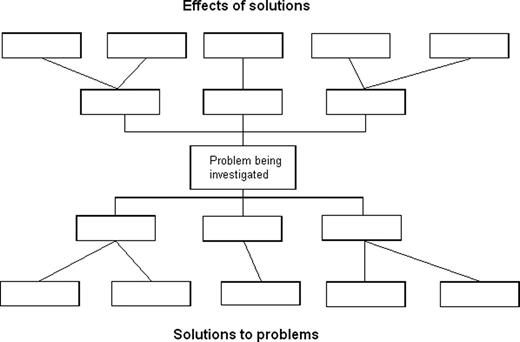 Effects of solutions
Problem being
investigated
Solutions to problems